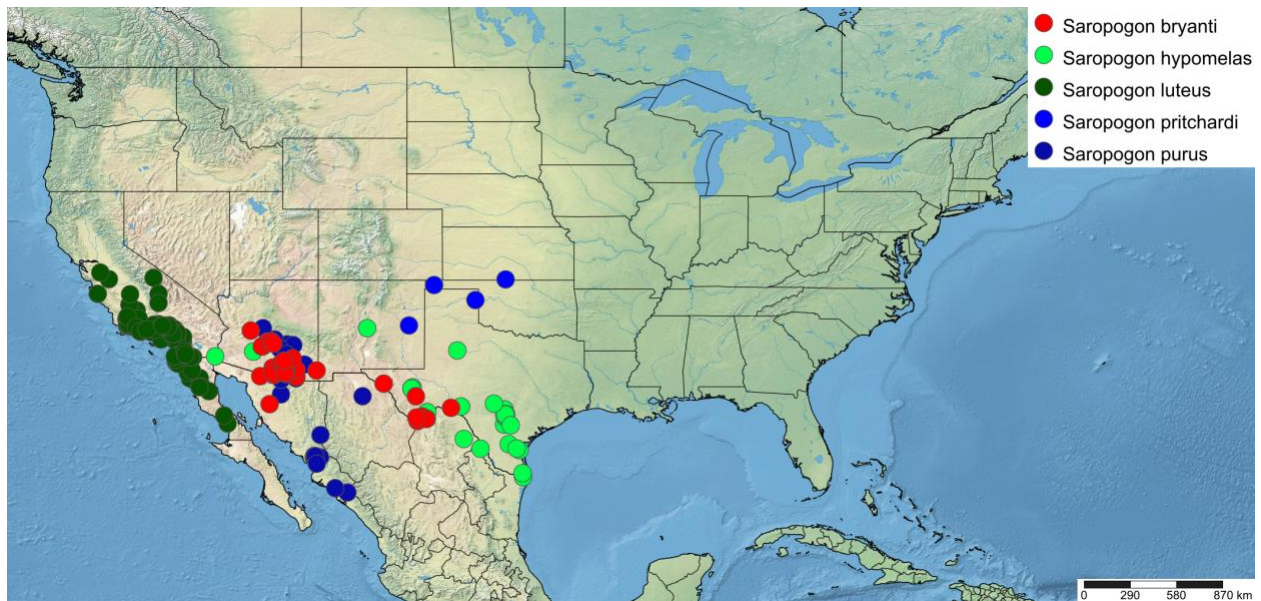 Saropogon bryanti
Saropogon hypomelas
Saropogon luteus
Saropogon pritchardi
Saropogon purus
0 290 580 870 km